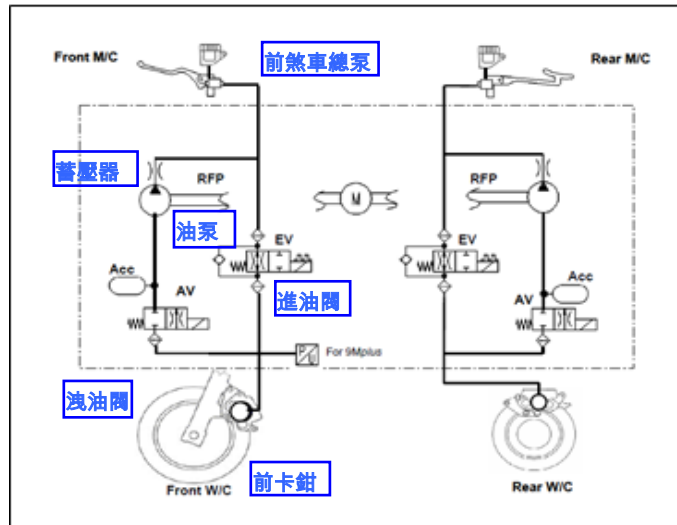 Front M/C
前煞車總泵
Rear M/C
蓄壓器
RFP
M
RFP
油泵
EV
EV
Acc
Acc
AV
進油閥
AV
P/U
For 9Mplus
洩油閥
Front W/C
前卡鉗
Rear W/C